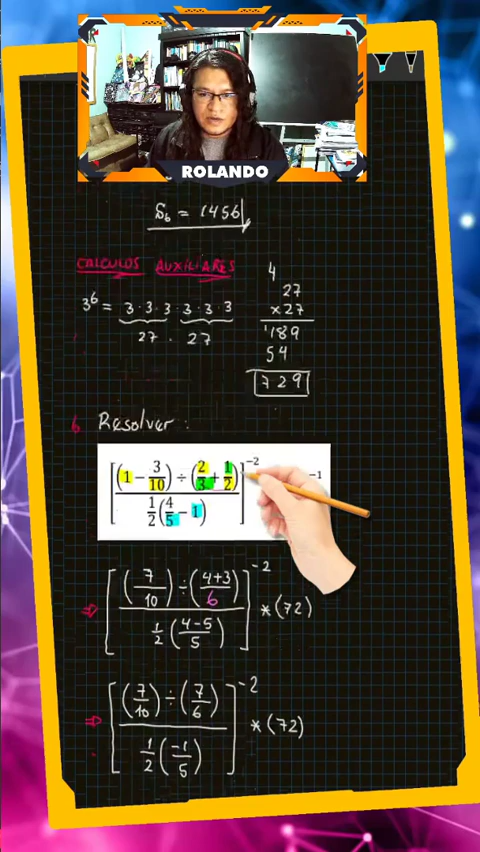 ROLANDO
S₆ = 1456
CALCULOS AUXILIARES
3⁶ = 3·3·3 · 3·3·3
27 . 27
4
27
×27
¹189
54
729
6 Resolver:
[((1 − 3/10) ÷ (2/3 + 1/2)) / (1/2 (4/5 − 1))]⁻² ⁻¹
⇒ [((7/10) ÷ ((4+3)/6)) / (1/2 ((4−5)/5))]⁻² * (72)
⇒ [((7/10) ÷ (7/6)) / (1/2 (−1/5))]⁻² * (72)